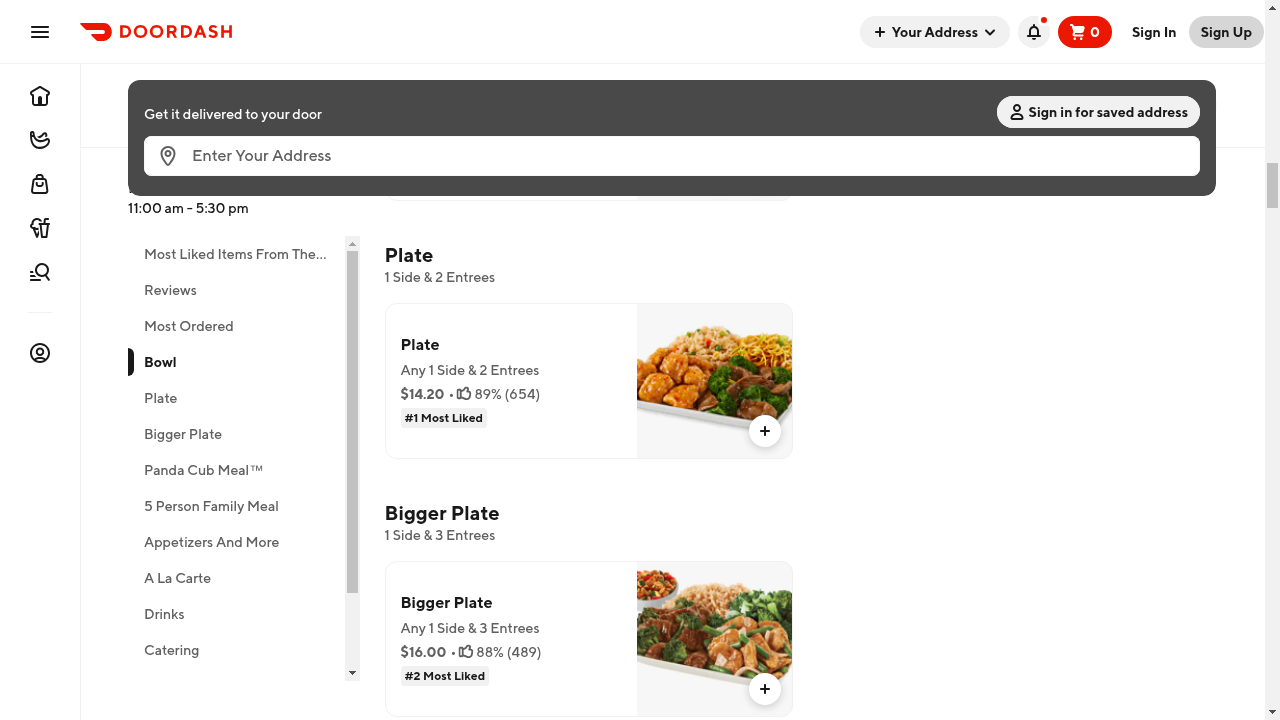 DOORDASH
Your Address
0
Sign In
Sign Up
Get it delivered to your door
Sign in for saved address
Enter Your Address
11:00 am - 5:30 pm
Most Liked Items From The...
Reviews
Most Ordered
Bowl
Plate
Bigger Plate
Panda Cub Meal™
5 Person Family Meal
Appetizers And More
A La Carte
Drinks
Catering
Plate
1 Side & 2 Entrees
Plate
Any 1 Side & 2 Entrees
$14.20 • 89% (654)
#1 Most Liked
Bigger Plate
1 Side & 3 Entrees
Bigger Plate
Any 1 Side & 3 Entrees
$16.00 • 88% (489)
#2 Most Liked